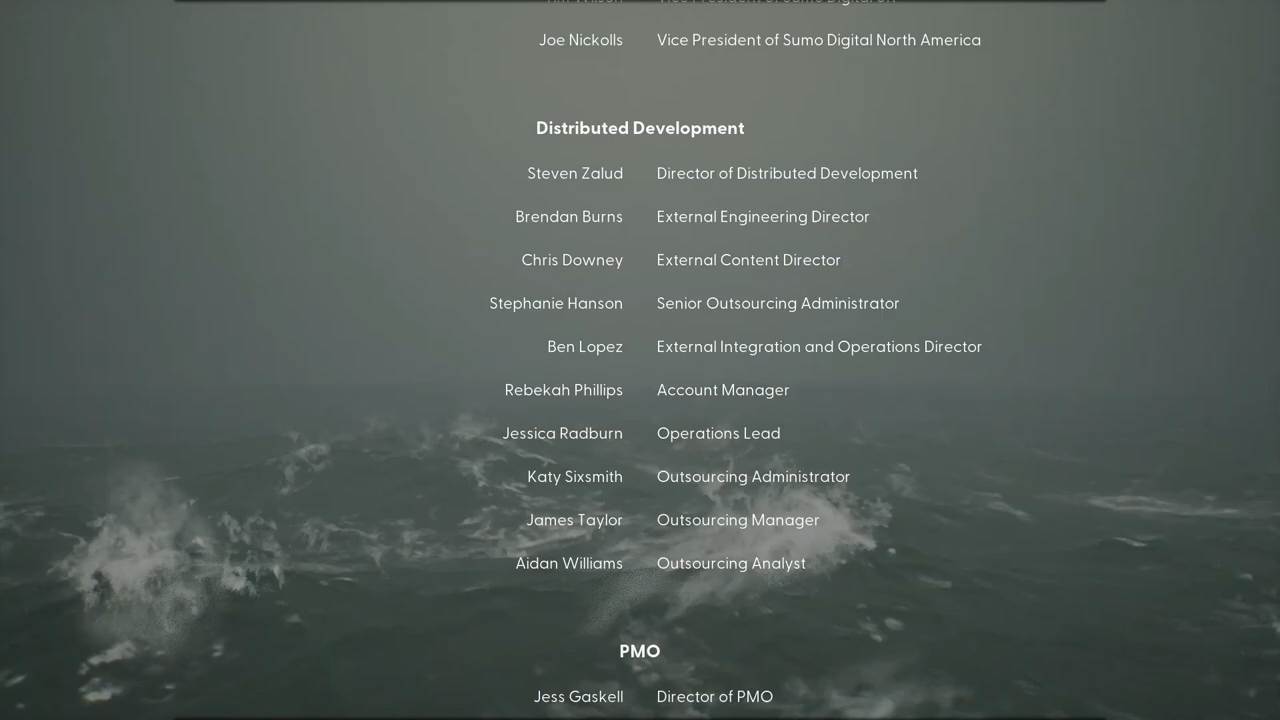 Joe Nickolls Vice President of Sumo Digital North America
Distributed Development
Steven Zalud Director of Distributed Development
Brendan Burns External Engineering Director
Chris Downey External Content Director
Stephanie Hanson Senior Outsourcing Administrator
Ben Lopez External Integration and Operations Director
Rebekah Phillips Account Manager
Jessica Radburn Operations Lead
Katy Sixsmith Outsourcing Administrator
James Taylor Outsourcing Manager
Aidan Williams Outsourcing Analyst
PMO
Jess Gaskell Director of PMO